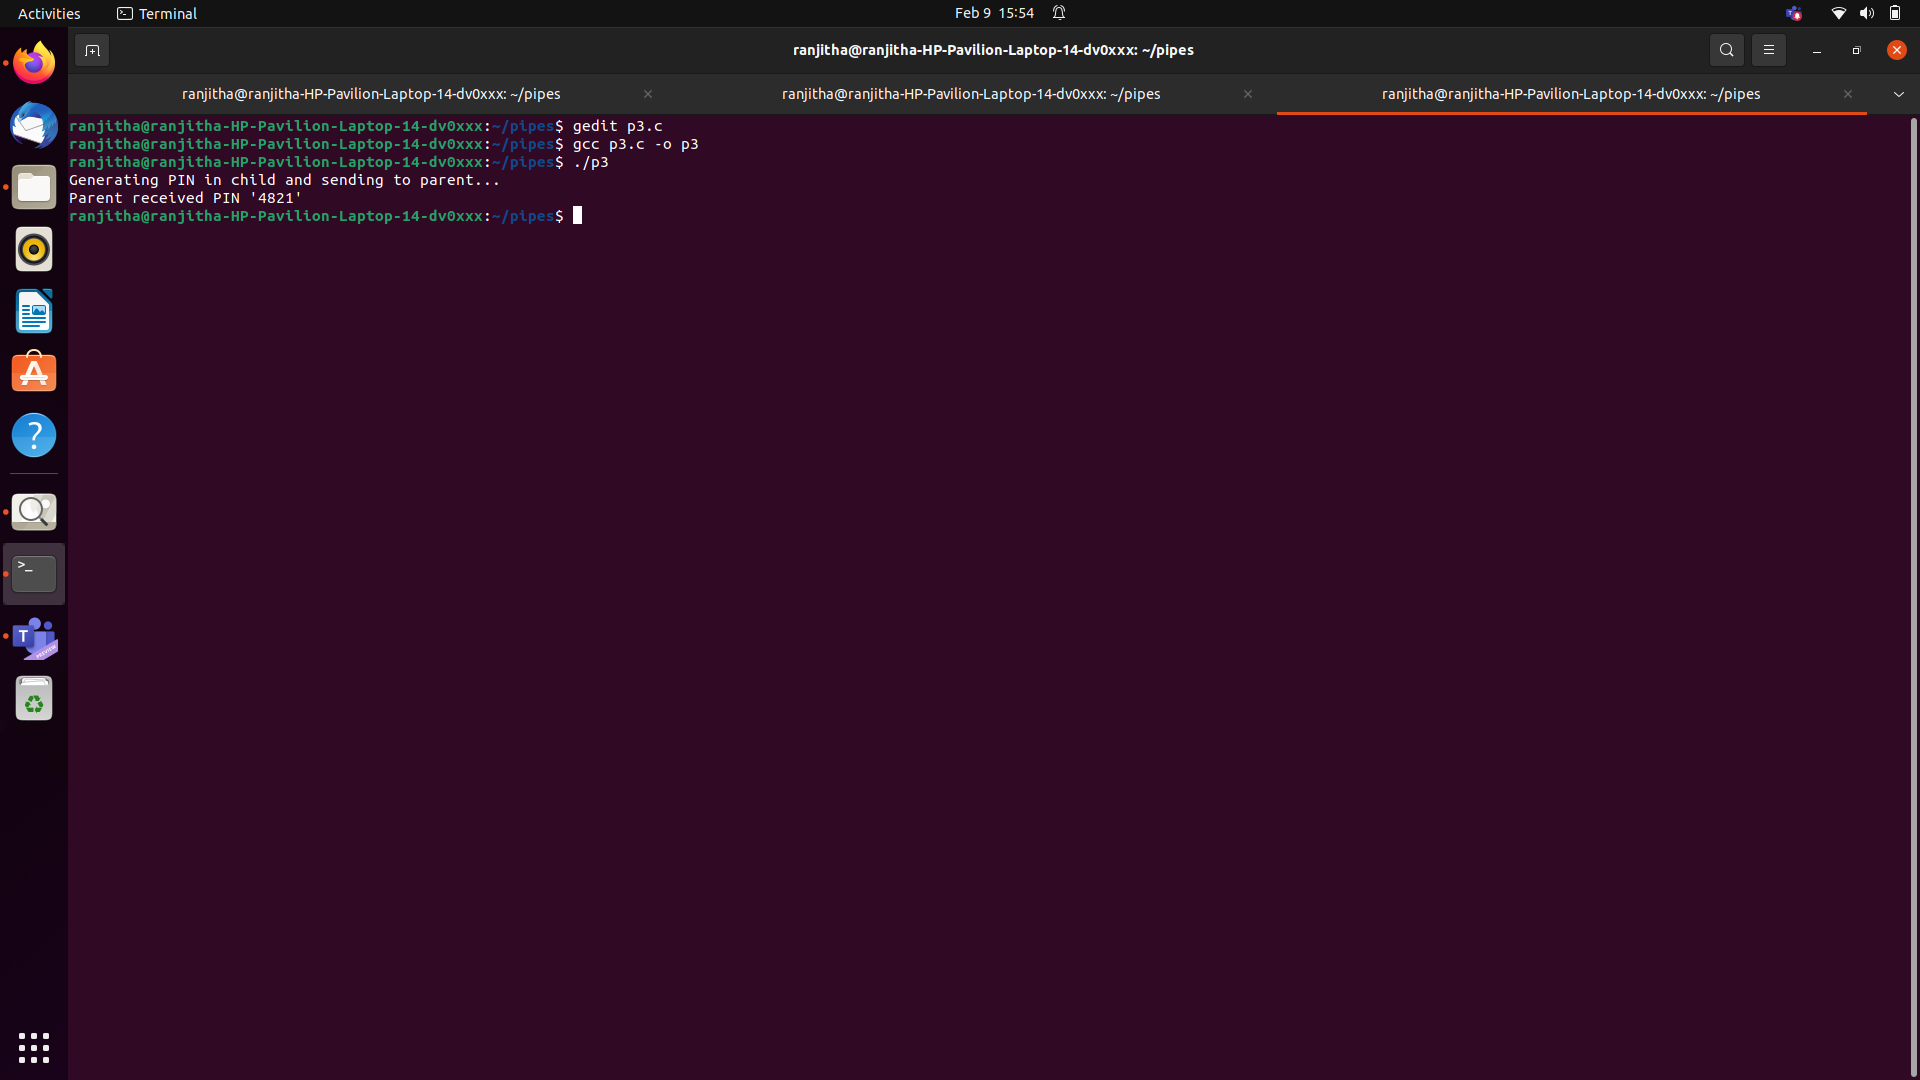 Activities
Terminal
Feb 9 15:54
ranjitha@ranjitha-HP-Pavilion-Laptop-14-dv0xxx: ~/pipes
ranjitha@ranjitha-HP-Pavilion-Laptop-14-dv0xxx: ~/pipes
ranjitha@ranjitha-HP-Pavilion-Laptop-14-dv0xxx: ~/pipes
ranjitha@ranjitha-HP-Pavilion-Laptop-14-dv0xxx: ~/pipes
ranjitha@ranjitha-HP-Pavilion-Laptop-14-dv0xxx:~/pipes$ gedit p3.c
ranjitha@ranjitha-HP-Pavilion-Laptop-14-dv0xxx:~/pipes$ gcc p3.c -o p3
ranjitha@ranjitha-HP-Pavilion-Laptop-14-dv0xxx:~/pipes$ ./p3
Generating PIN in child and sending to parent...
Parent received PIN '4821'
ranjitha@ranjitha-HP-Pavilion-Laptop-14-dv0xxx:~/pipes$